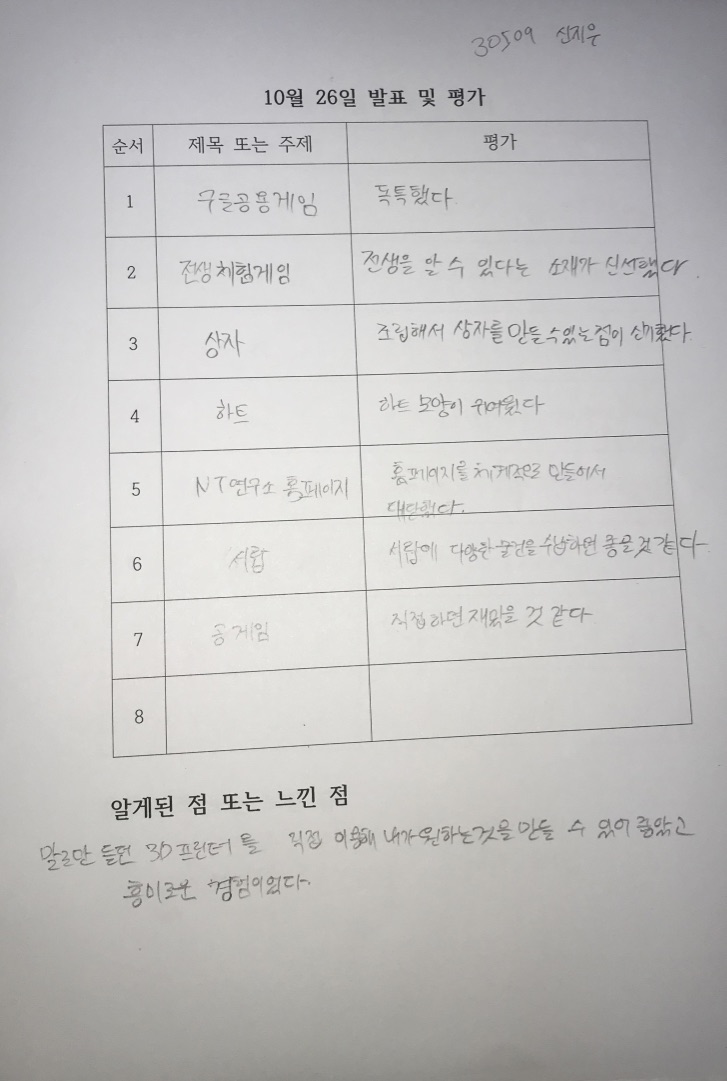 30509 신지우
10월 26일 발표 및 평가
순서 제목 또는 주제 평가
1 구글공룡게임 독특했다
2 전생체험게임 전생을 알 수 있다는 소재가 신선했다
3 상자 조립해서 상자를 만들 수 있는 점이 신기했다.
4 하트 하트 모양이 귀여웠다
5 NT연구소 홈페이지 홈페이지를 체계적으로 만들어서
대단했다.
6 서랍 서랍에 다양한 물건을 수납하면 좋을 것 같다
7 공게임 직접하면 재밌을 것 같다
8
알게된 점 또는 느낀 점
말로만 듣던 3D프린터를 직접 이용해 내가 원하는것을 만들 수 있어 좋았고
흥미로운 경험이었다.